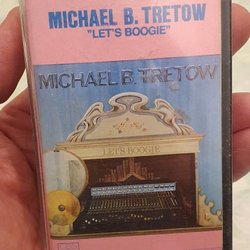 MICHAEL B. TRETOW
"LET'S BOOGIE"
MICHAEL B. TRETOW
LET'S BOOGIE